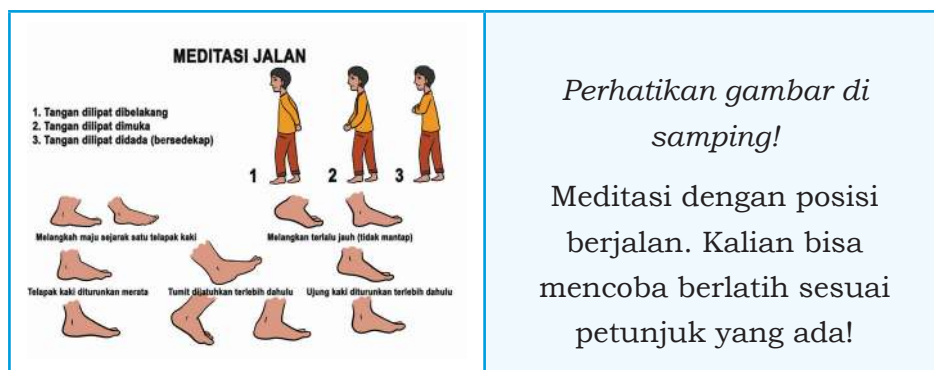 MEDITASI JALAN
1. Tangan dilipat dibelakang
2. Tangan dilipat dimuka
3. Tangan dilipat didada (bersedekap)
1
2
3
Melangkah maju sejarak satu telapak kaki
Melangkan terlalu jauh (tidak mantap)
Telapak kaki diturunkan merata
Tumit dijatuhkan terlebih dahulu
Ujung kaki diturunkan terlebih dahulu
Perhatikan gambar di
samping!
Meditasi dengan posisi
berjalan. Kalian bisa
mencoba berlatih sesuai
petunjuk yang ada!